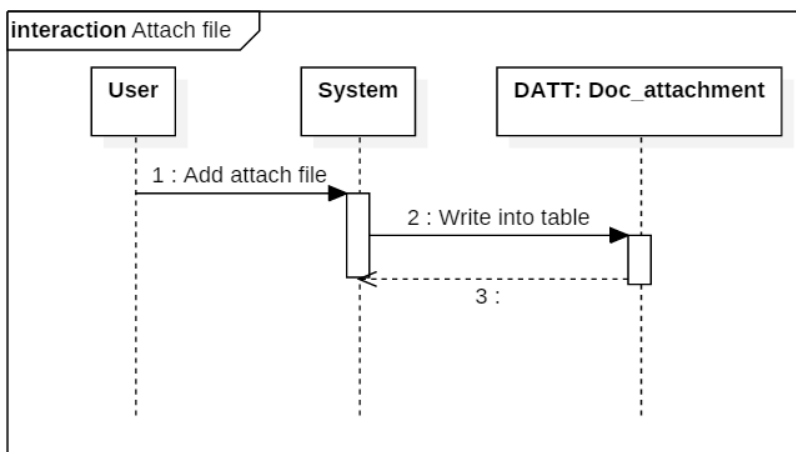 interaction Attach file
User
System
DATT: Doc_attachment
1 : Add attach file
2 : Write into table
3 :